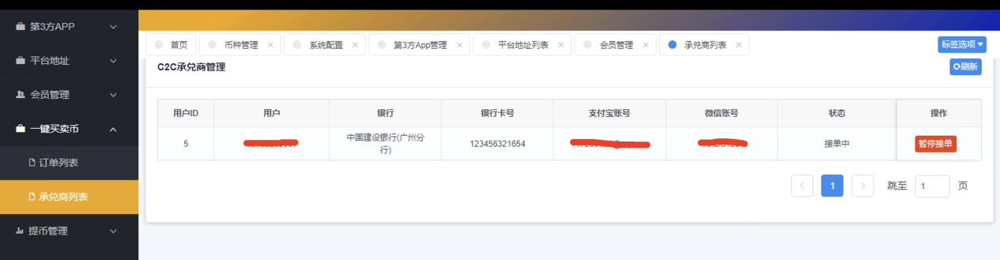 第3方APP
平台地址
会员管理
一键买卖币
订单列表
承兑商列表
提币管理
首页
币种管理
系统配置
第3方App管理
平台地址列表
会员管理
承兑商列表
标签选项
C2C承兑商管理
刷新
用户ID 用户 银行 银行卡号 支付宝账号 微信账号 状态 操作
5 中国建设银行(广州分
行) 123456321654 接单中 暂停接单
1 跳至 1 页